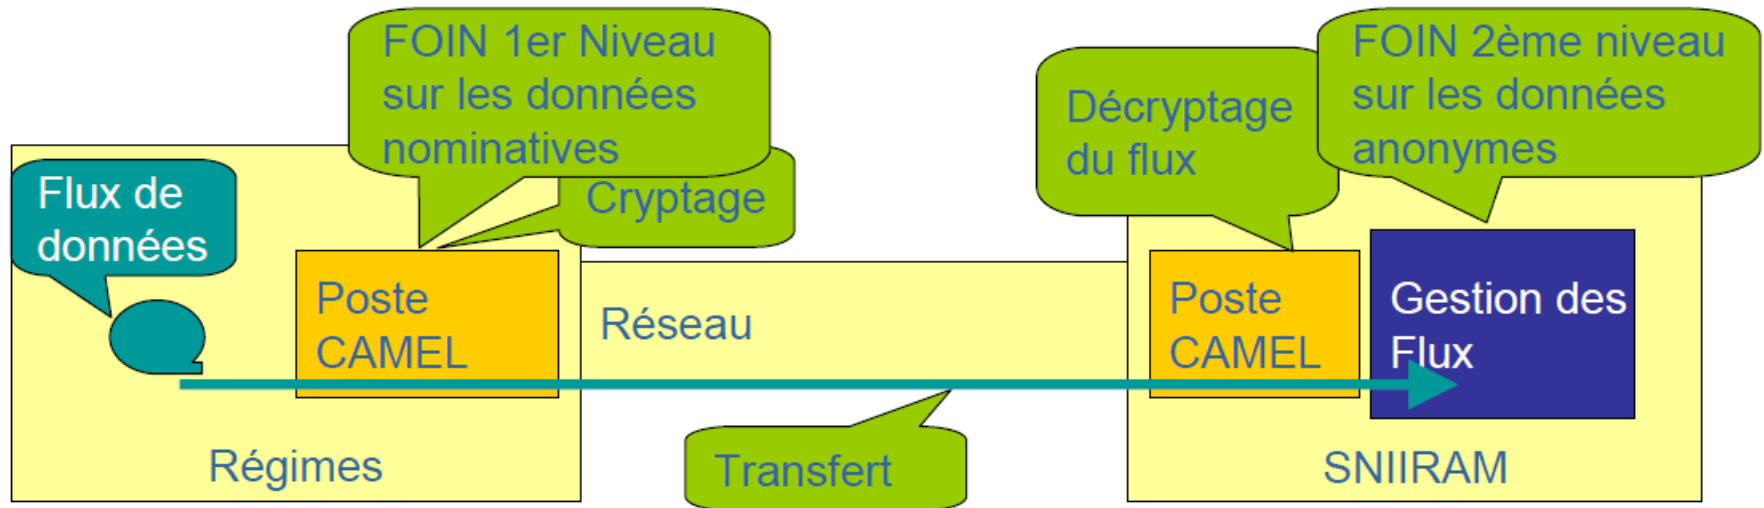 FOIN 1er Niveau
sur les données
nominatives
FOIN 2ème niveau
sur les données
anonymes
Décryptage
du flux
Flux de
données
Cryptage
Poste
CAMEL
Réseau
Poste
CAMEL
Gestion des
Flux
Régimes
Transfert
SNIIRAM